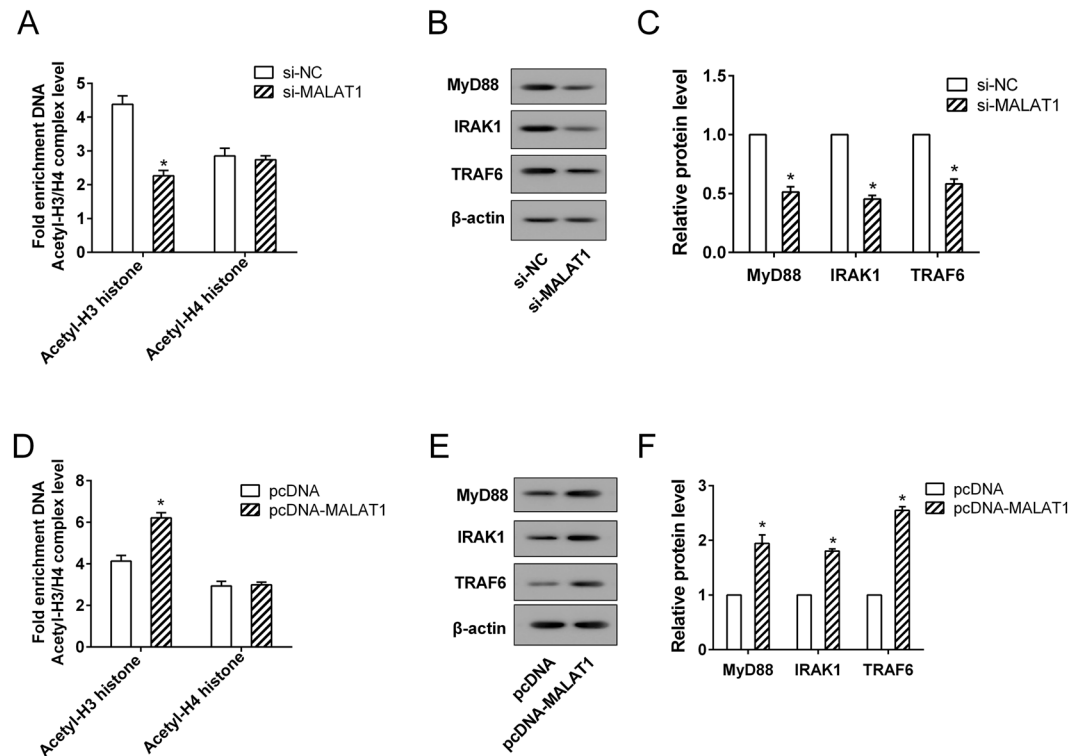 A
Fold enrichment DNA
Acetyl-H3/H4 complex level
5
4
3
2
1
0
si-NC
si-MALAT1
*
Acetyl-H3 histone
Acetyl-H4 histone
B
MyD88
IRAK1
TRAF6
β-actin
si-NC
si-MALAT1
C
Relative protein level
1.5
1.0
0.5
0.0
si-NC
si-MALAT1
*
*
*
MyD88 IRAK1 TRAF6
D
Fold enrichment DNA
Acetyl-H3/H4 complex level
8
6
4
2
0
pcDNA
pcDNA-MALAT1
*
Acetyl-H3 histone
Acetyl-H4 histone
E
MyD88
IRAK1
TRAF6
β-actin
pcDNA
pcDNA-MALAT1
F
Relative protein level
3
2
1
0
pcDNA
pcDNA-MALAT1
*
*
*
MyD88 IRAK1 TRAF6